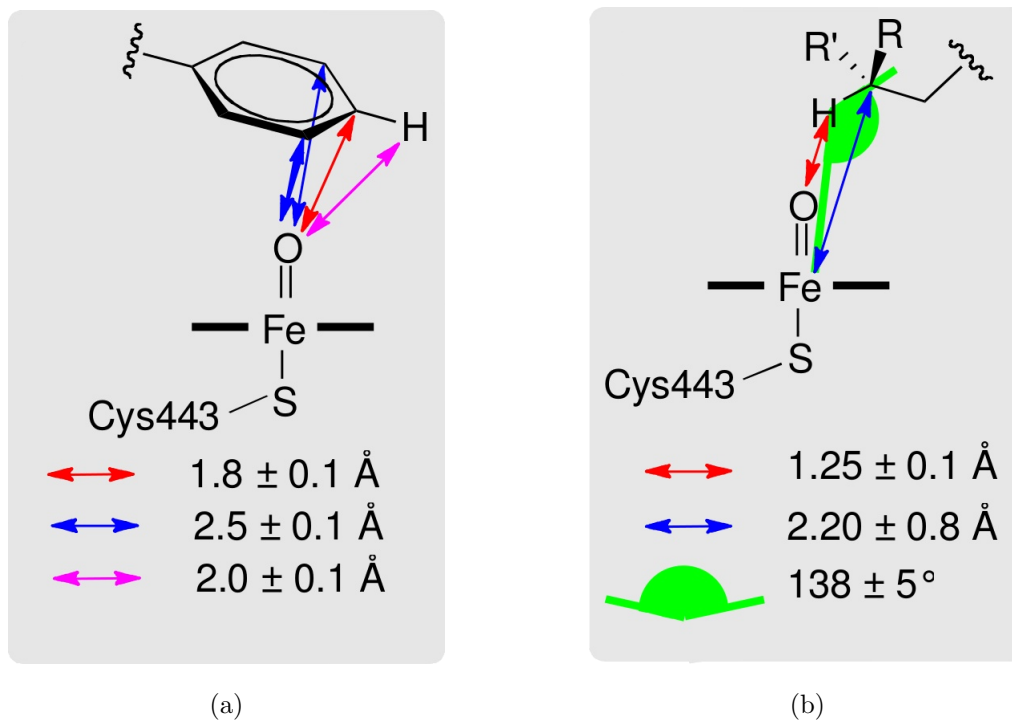 H
O
Fe
S
Cys443
1.8 ± 0.1 Å
2.5 ± 0.1 Å
2.0 ± 0.1 Å
(a)
R' R
H
O
Fe
S
Cys443
1.25 ± 0.1 Å
2.20 ± 0.8 Å
138 ± 5°
(b)